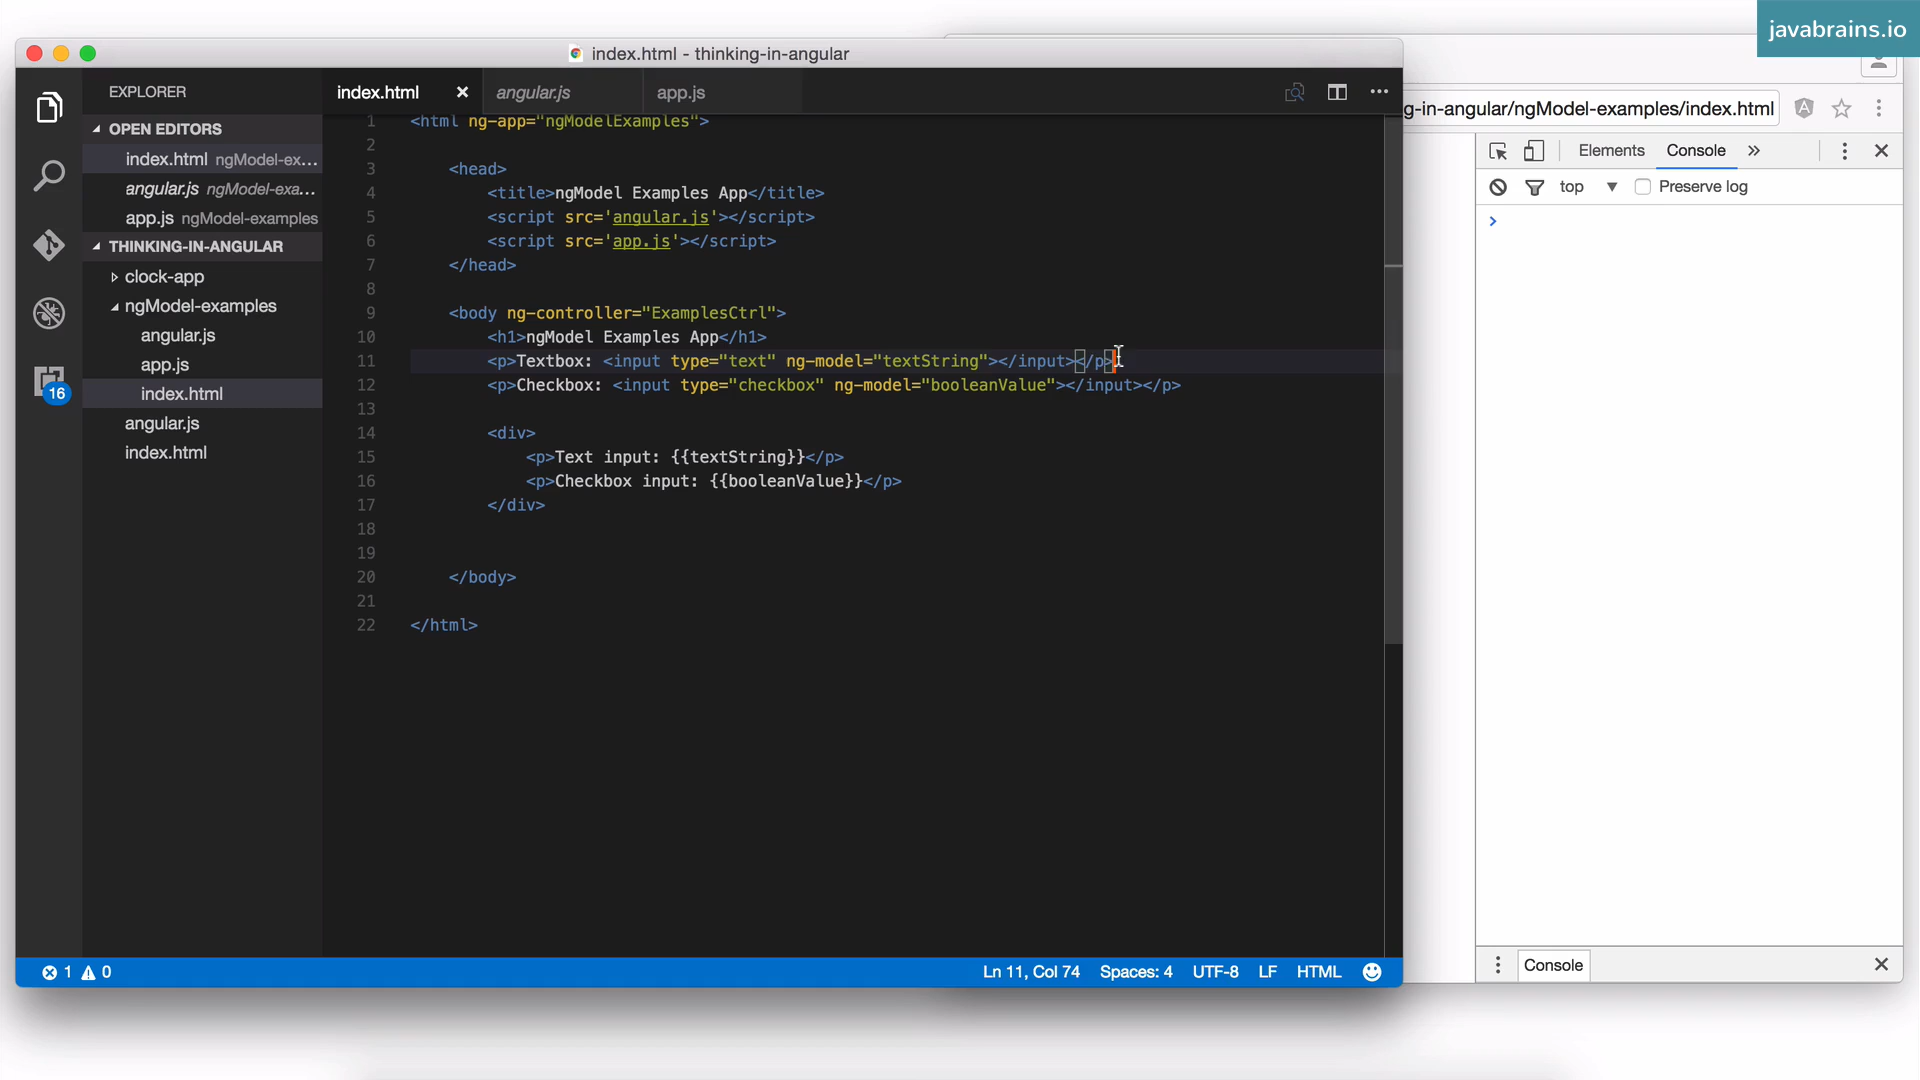 javabrains.io
index.html - thinking-in-angular
EXPLORER
OPEN EDITORS
index.html ngModel-ex...
angular.js ngModel-exa...
app.js ngModel-examples
THINKING-IN-ANGULAR
clock-app
ngModel-examples
angular.js
app.js
index.html
angular.js
index.html
16
index.html
angular.js
app.js
1 <html ng-app="ngModelExamples">
2
3 <head>
4 <title>ngModel Examples App</title>
5 <script src='angular.js'></script>
6 <script src='app.js'></script>
7 </head>
8
9 <body ng-controller="ExamplesCtrl">
10 <h1>ngModel Examples App</h1>
11 <p>Textbox: <input type="text" ng-model="textString"></input></p>
12 <p>Checkbox: <input type="checkbox" ng-model="booleanValue"></input></p>
13
14 <div>
15 <p>Text input: {{textString}}</p>
16 <p>Checkbox input: {{booleanValue}}</p>
17 </div>
18
19
20 </body>
21
22 </html>
1 0
Ln 11, Col 74 Spaces: 4 UTF-8 LF HTML
g-in-angular/ngModel-examples/index.html
Elements Console
top Preserve log
Console